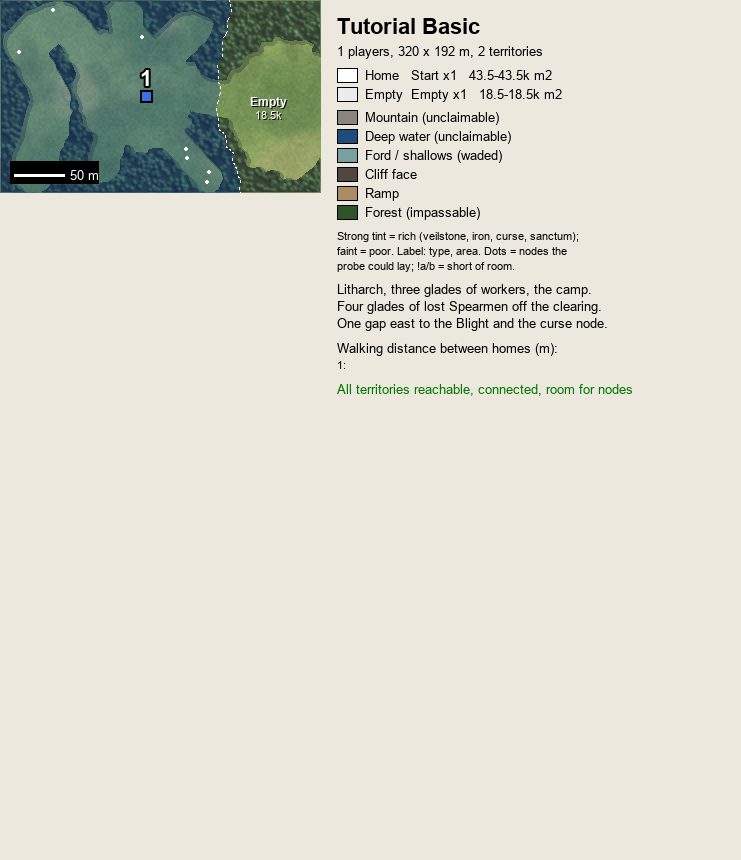 Tutorial Basic
1 players, 320 x 192 m, 2 territories
Home Start x1 43.5-43.5k m2
Empty Empty x1 18.5-18.5k m2
Mountain (unclaimable)
Deep water (unclaimable)
Ford / shallows (waded)
Cliff face
Ramp
Forest (impassable)
Strong tint = rich (veilstone, iron, curse, sanctum);
faint = poor. Label: type, area. Dots = nodes the
probe could lay; !a/b = short of room.
Litharch, three glades of workers, the camp.
Four glades of lost Spearmen off the clearing.
One gap east to the Blight and the curse node.
Walking distance between homes (m):
1:
All territories reachable, connected, room for nodes
1
Empty
18.5k
50 m